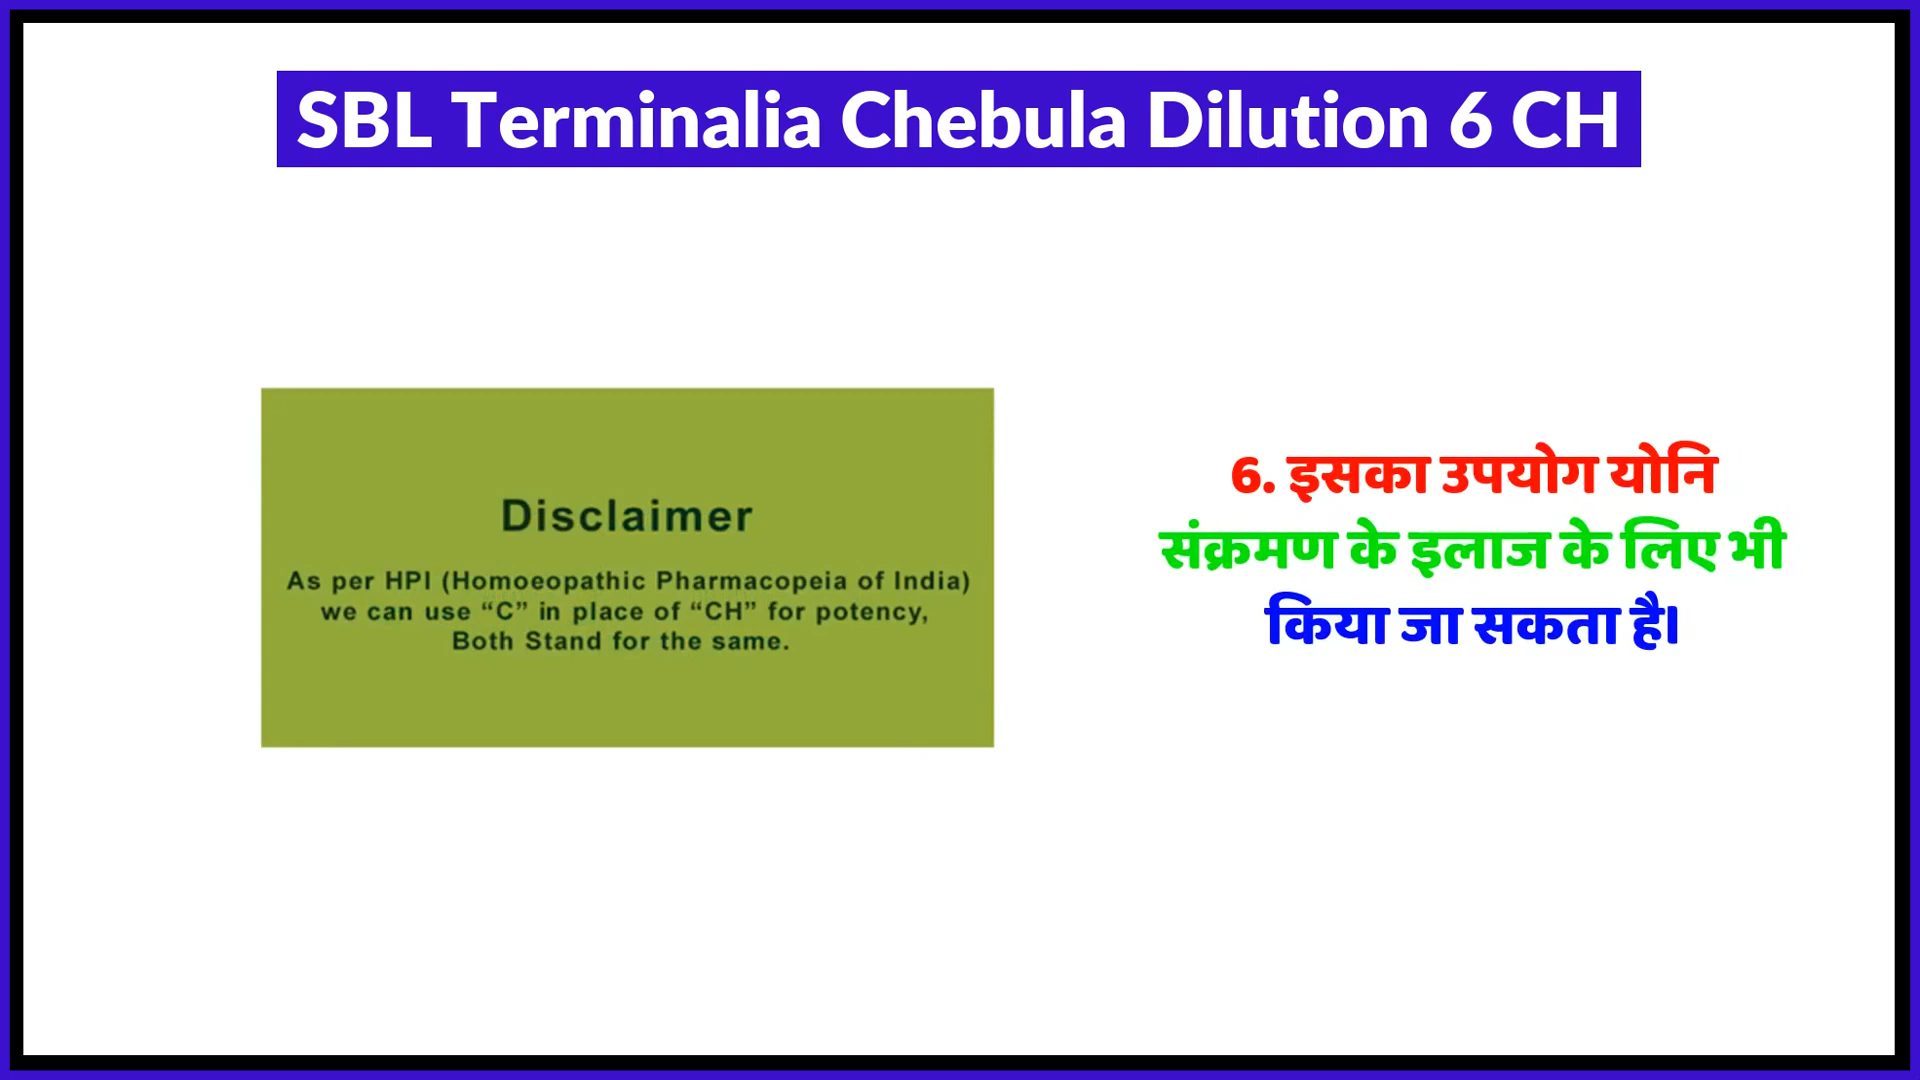 SBL Terminalia Chebula Dilution 6 CH
Disclaimer
As per HPI (Homoeopathic Pharmacopeia of India)
we can use “C” in place of “CH” for potency,
Both Stand for the same.
6. इसका उपयोग योनि
संक्रमण के इलाज के लिए भी
किया जा सकता है।